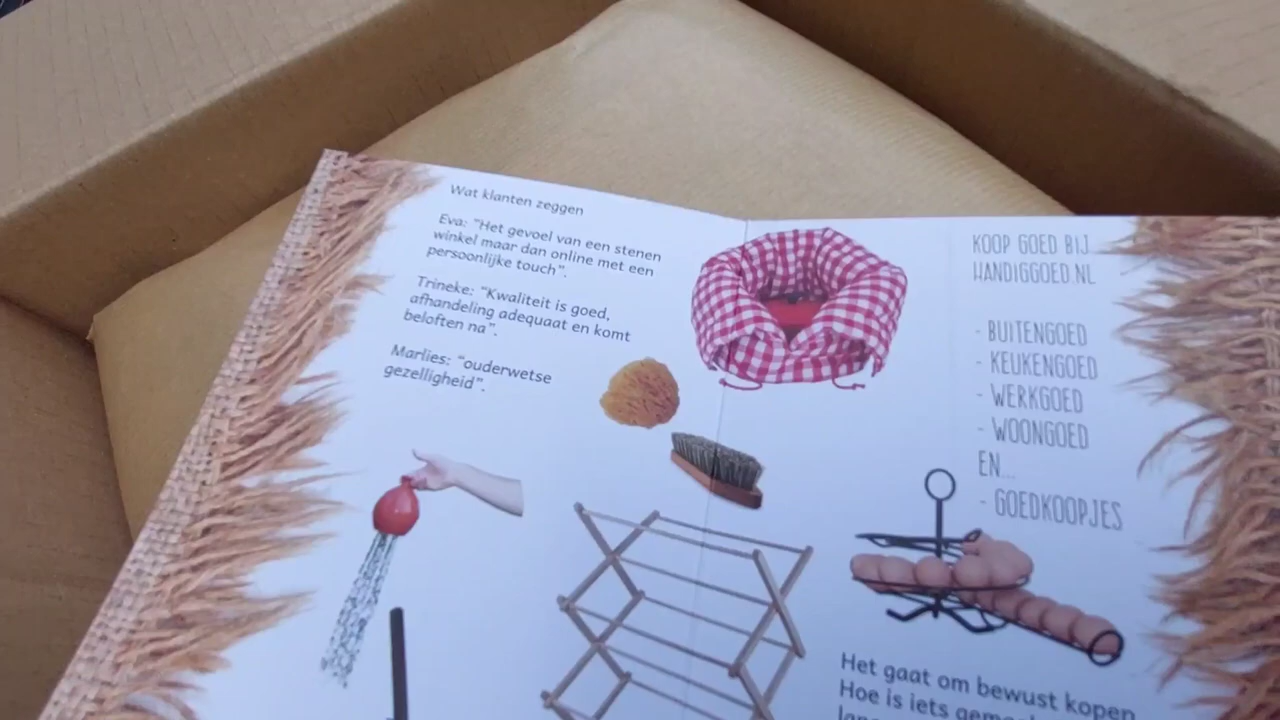 Wat klanten zeggen
Eva: "Het gevoel van een stenen
winkel maar dan online met een
persoonlijke touch".
Trineke: "Kwaliteit is goed,
afhandeling adequaat en komt
beloften na".
Marlies: "ouderwetse
gezelligheid".
KOOP GOED BIJ
HANDIGGOED.NL
- BUITENGOED
- KEUKENGOED
- WERKGOED
- WOONGOED
EN...
- GOEDKOOPJES
Het gaat om bewust kopen
Hoe is iets